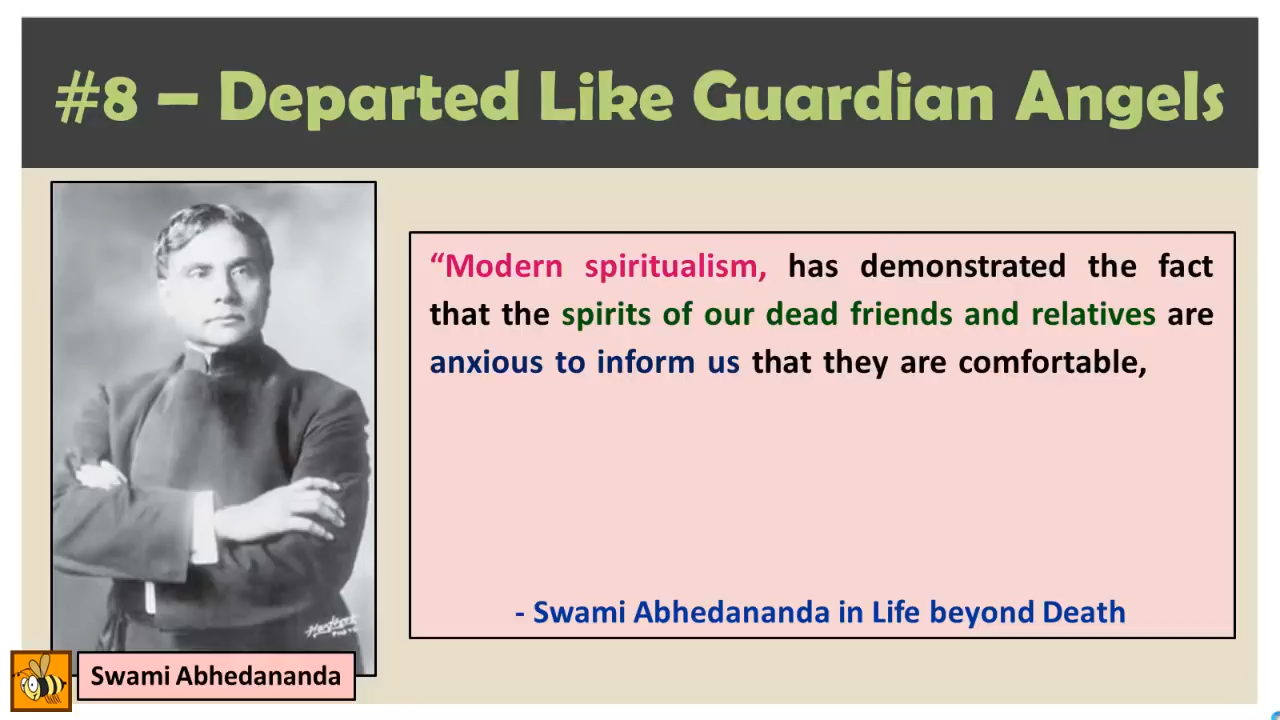 #8 – Departed Like Guardian Angels
“Modern spiritualism, has demonstrated the fact
that the spirits of our dead friends and relatives are
anxious to inform us that they are comfortable,
- Swami Abhedananda in Life beyond Death
Swami Abhedananda